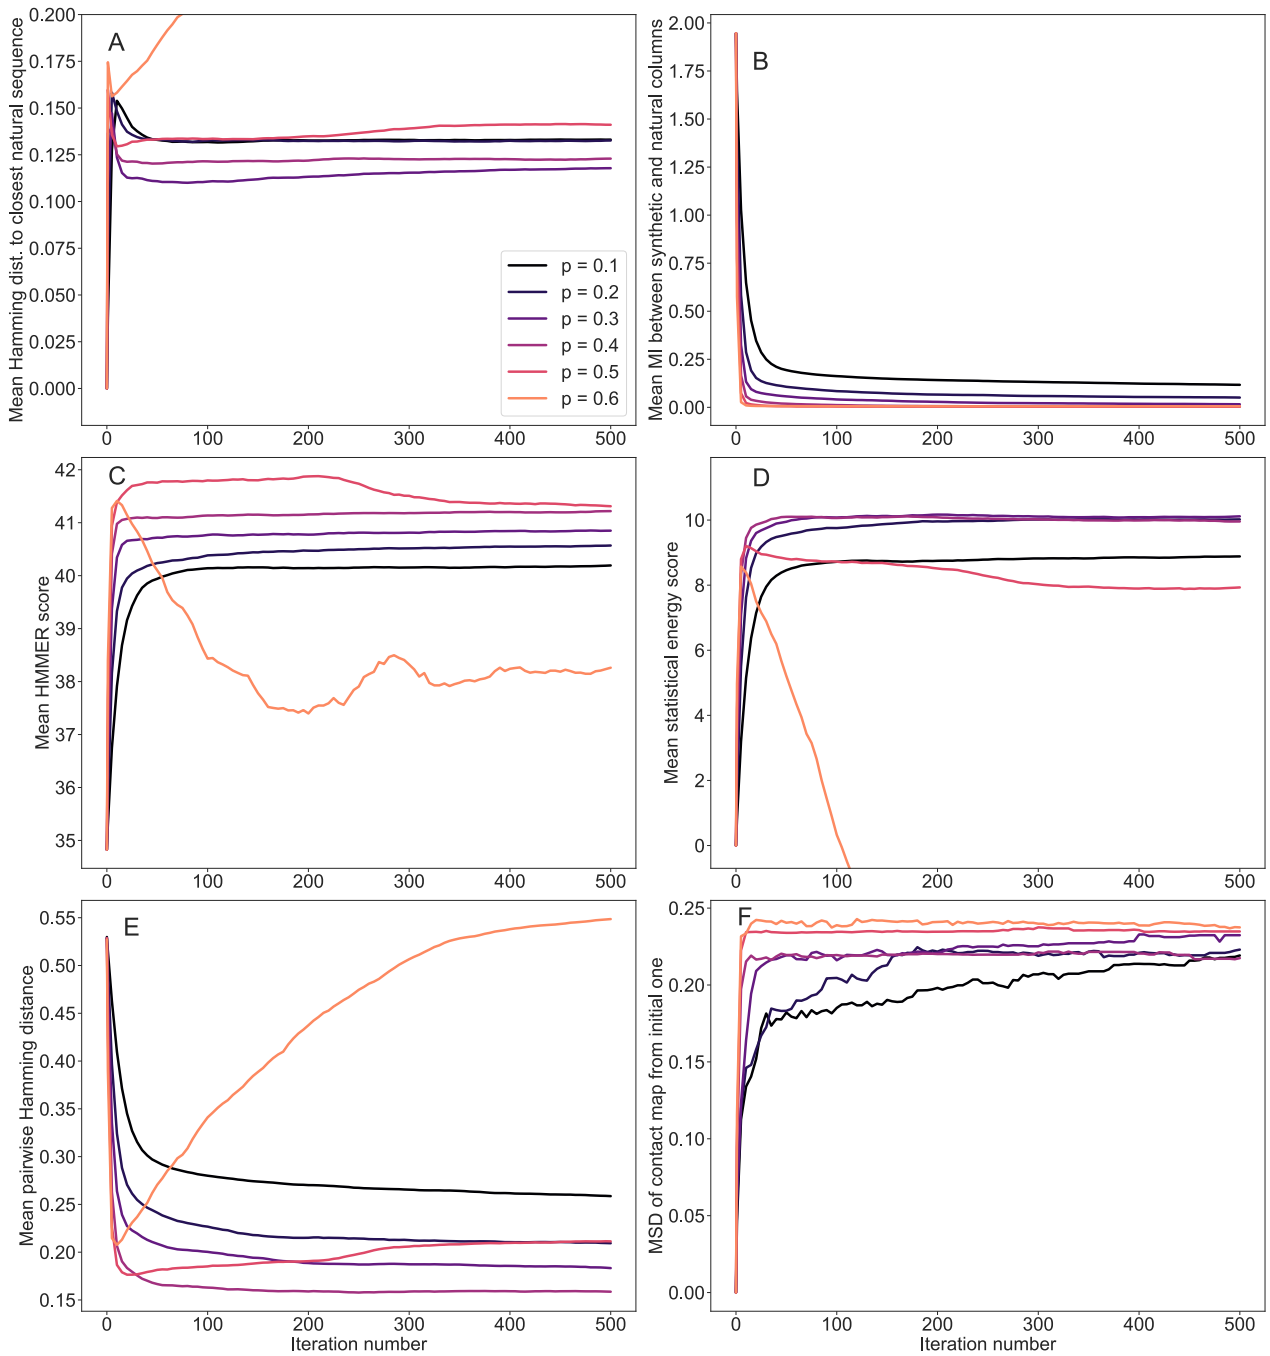 A
Mean Hamming dist. to closest natural sequence
0.200
0.175
0.150
0.125
0.100
0.075
0.050
0.025
0.000
0 100 200 300 400 500
p = 0.1
p = 0.2
p = 0.3
p = 0.4
p = 0.5
p = 0.6
B
Mean MI between synthetic and natural columns
2.00
1.75
1.50
1.25
1.00
0.75
0.50
0.25
0.00
0 100 200 300 400 500
C
Mean HMMER score
42
41
40
39
38
37
36
35
0 100 200 300 400 500
D
Mean statistical energy score
10
8
6
4
2
0
0 100 200 300 400 500
E
Mean pairwise Hamming distance
0.55
0.50
0.45
0.40
0.35
0.30
0.25
0.20
0.15
0 100 200 300 400 500
Iteration number
F
MSD of contact map from initial one
0.25
0.20
0.15
0.10
0.05
0.00
0 100 200 300 400 500
Iteration number